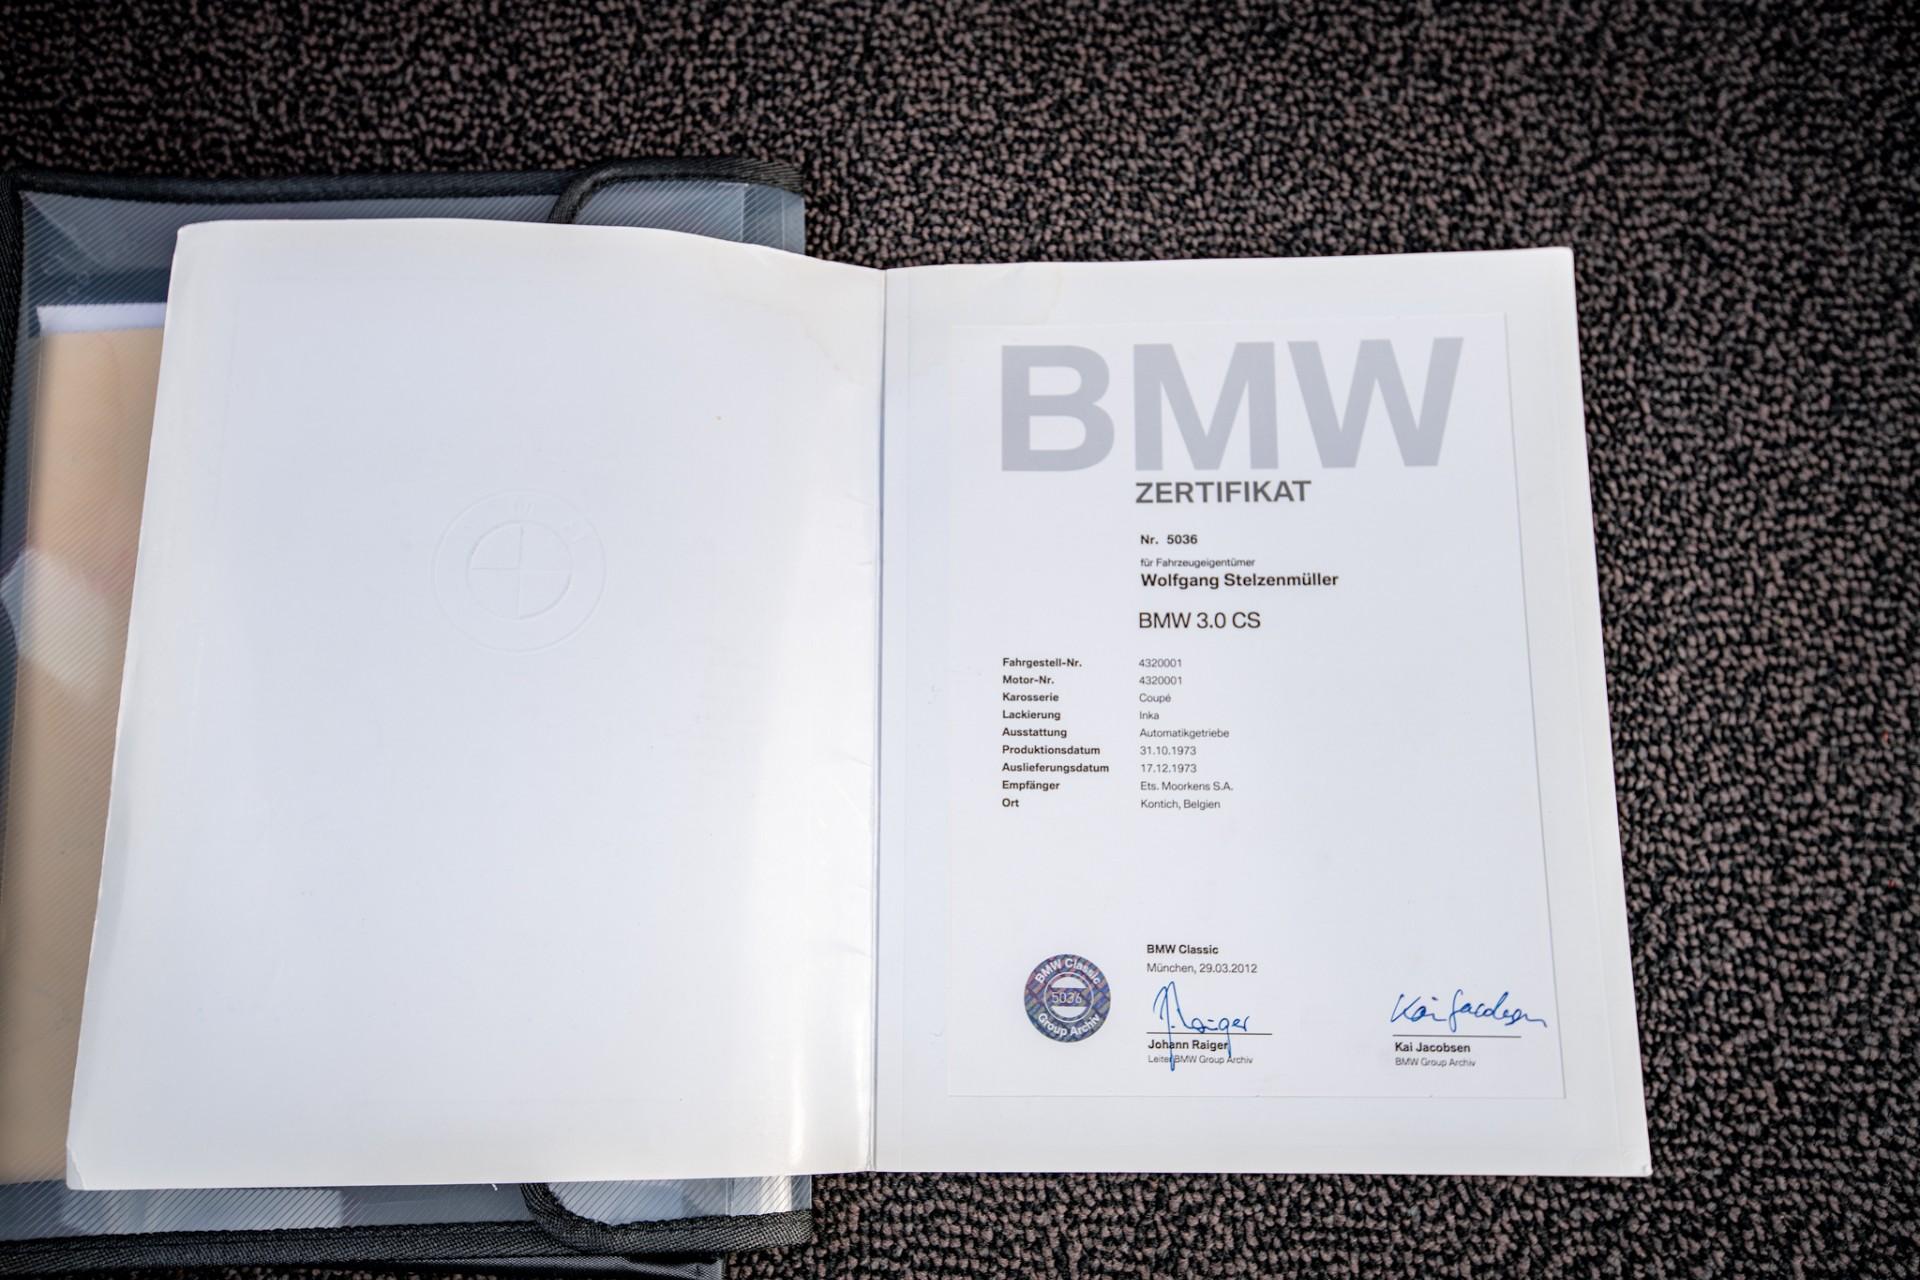 BMW
ZERTIFIKAT
Nr. 5036
für Fahrzeugeigentümer
Wolfgang Stelzenmüller
BMW 3.0 CS
Fahrgestell-Nr. 4320001
Motor-Nr. 4320001
Karosserie Coupé
Lackierung Inka
Ausstattung Automatikgetriebe
Produktionsdatum 31.10.1973
Auslieferungsdatum 17.12.1973
Empfänger Ets. Moorkens S.A.
Ort Kontich, Belgien
BMW Classic
München, 29.03.2012
BMW Classic
5036
Group Archiv
J. Raiger
Johann Raiger
Leiter BMW Group Archiv
Kai Jacobsen
Kai Jacobsen
BMW Group Archiv